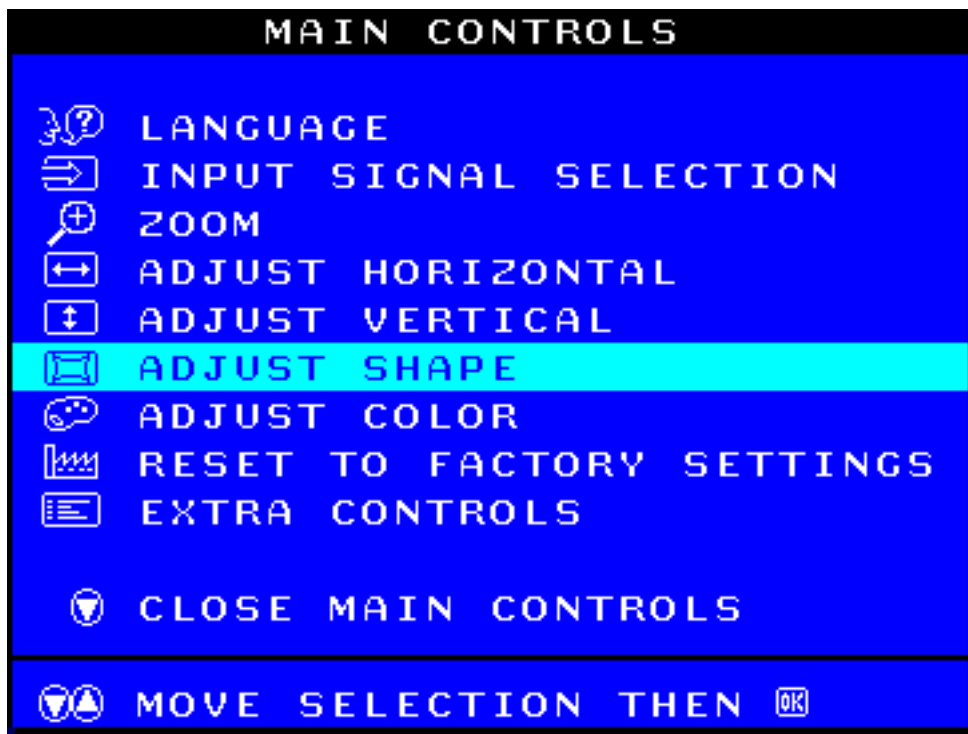 MAIN CONTROLS
LANGUAGE
INPUT SIGNAL SELECTION
ZOOM
ADJUST HORIZONTAL
ADJUST VERTICAL
ADJUST SHAPE
ADJUST COLOR
RESET TO FACTORY SETTINGS
EXTRA CONTROLS
CLOSE MAIN CONTROLS
MOVE SELECTION THEN OK